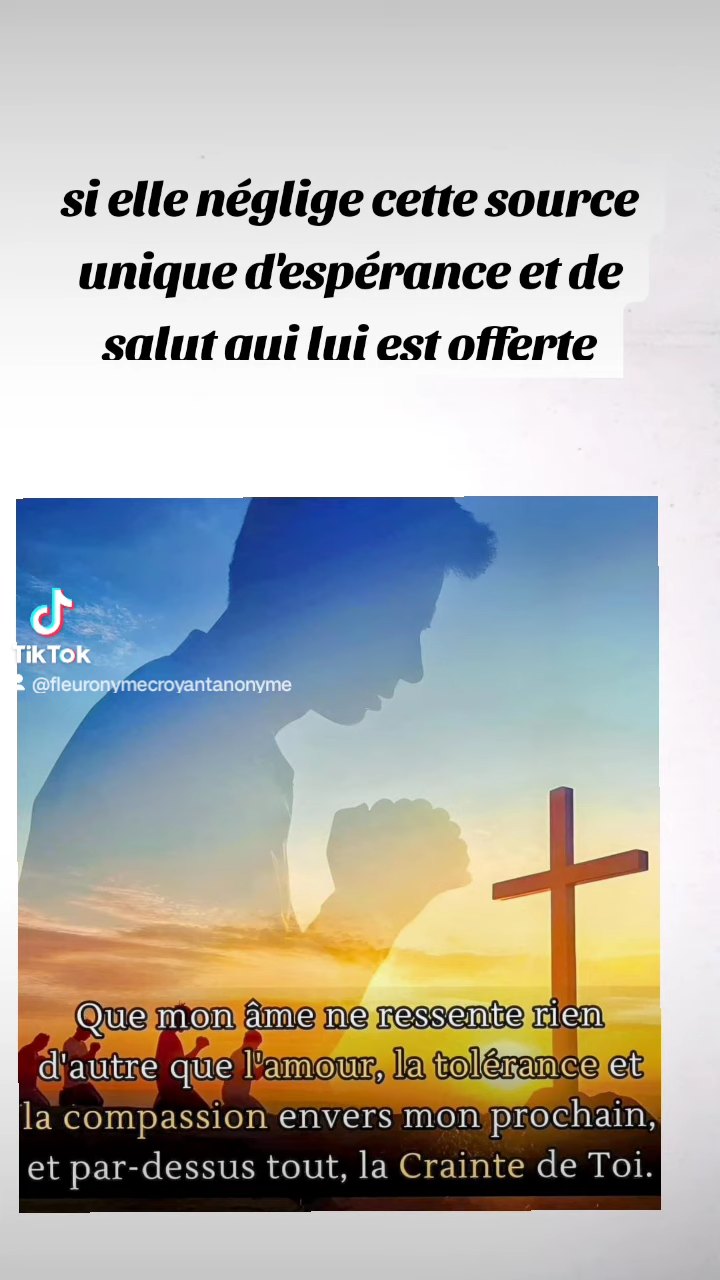 si elle néglige cette source
unique d'espérance et de
salut qui lui est offerte
TikTok
@fleuronymecroyantanonyme
Que mon âme ne ressente rien
d'autre que l'amour, la tolérance et
la compassion envers mon prochain,
et par-dessus tout, la Crainte de Toi.